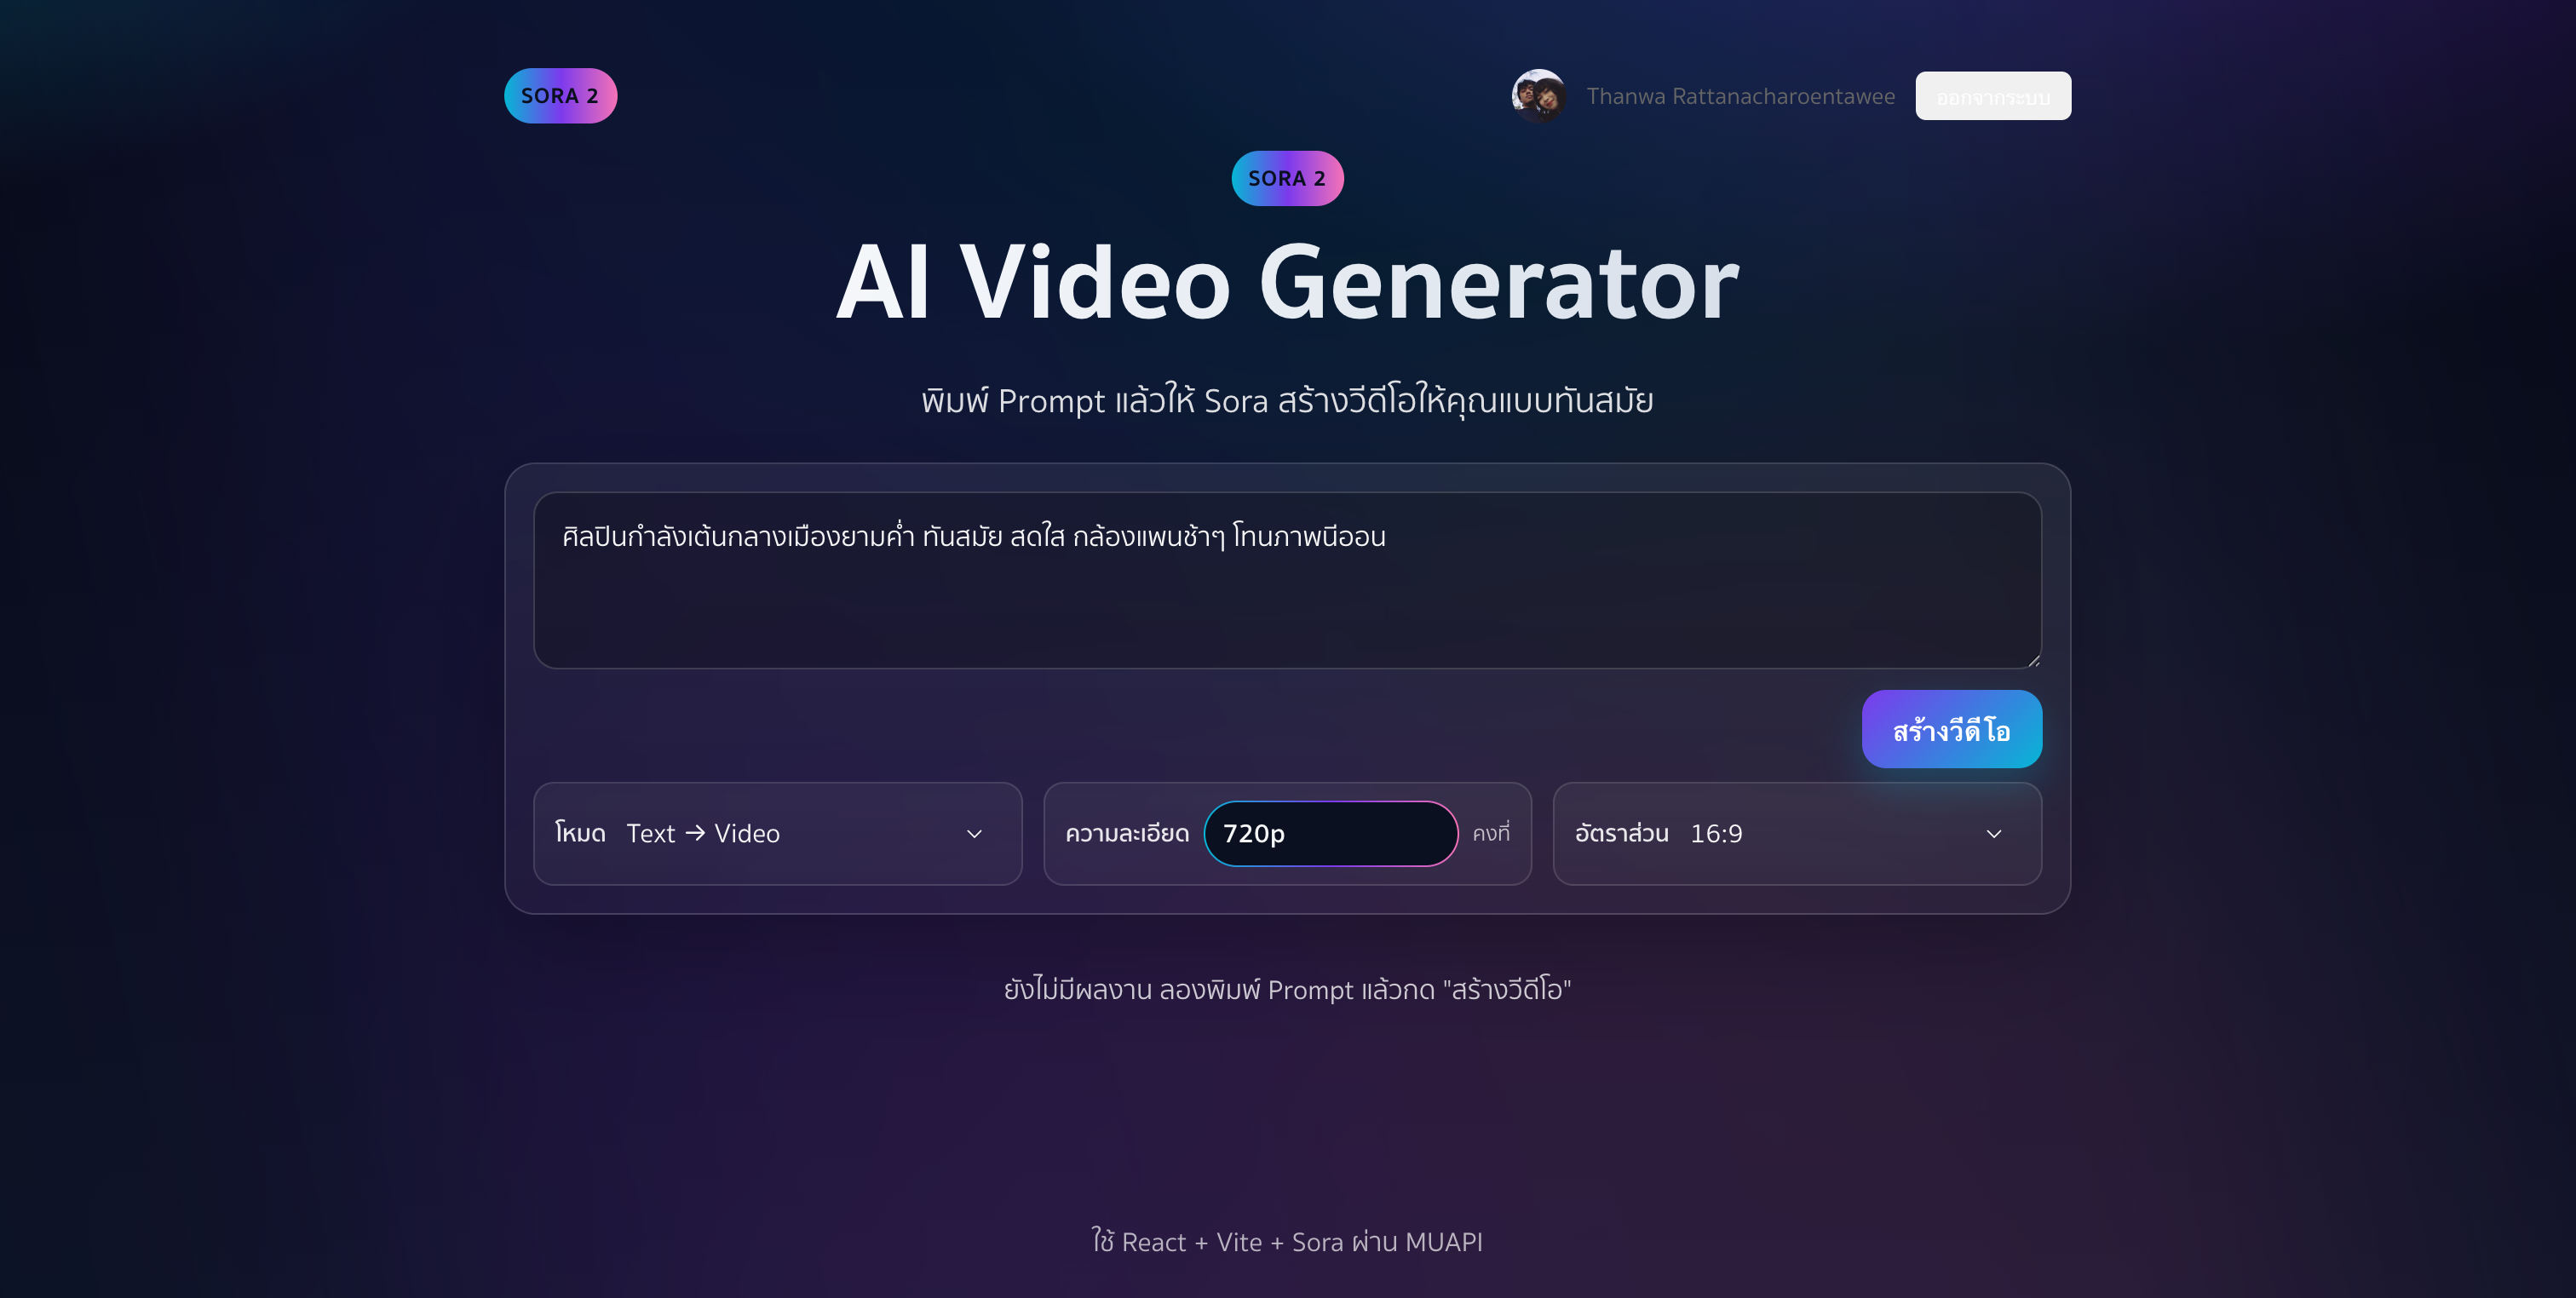 SORA 2
Thanwa Rattanacharoentawee
ออกจากระบบ
SORA 2
AI Video Generator
พิมพ์ Prompt แล้วให้ Sora สร้างวีดีโอให้คุณแบบทันสมัย
ศิลปินกำลังเต้นกลางเมืองยามค่ำ ทันสมัย สดใส กล้องแพนช้าๆ โทนภาพนีออน
สร้างวีดีโอ
โหมด Text → Video
ความละเอียด 720p คงที่
อัตราส่วน 16:9
ยังไม่มีผลงาน ลองพิมพ์ Prompt แล้วกด "สร้างวีดีโอ"
ใช้ React + Vite + Sora ผ่าน MUAPI